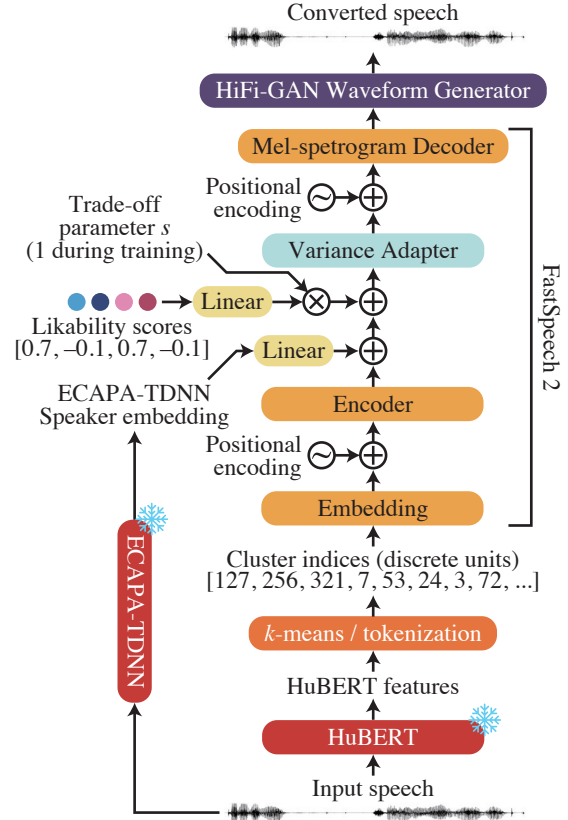 Converted speech
HiFi-GAN Waveform Generator
Mel-spetrogram Decoder
Positional
encoding
Trade-off
parameter s
(1 during training)
Variance Adapter
Linear
Likability scores
[0.7, –0.1, 0.7, –0.1]
Linear
ECAPA-TDNN
Speaker embedding
Encoder
Positional
encoding
Embedding
FastSpeech 2
Cluster indices (discrete units)
[127, 256, 321, 7, 53, 24, 3, 72, ...]
k-means / tokenization
ECAPA-TDNN
HuBERT features
HuBERT
Input speech